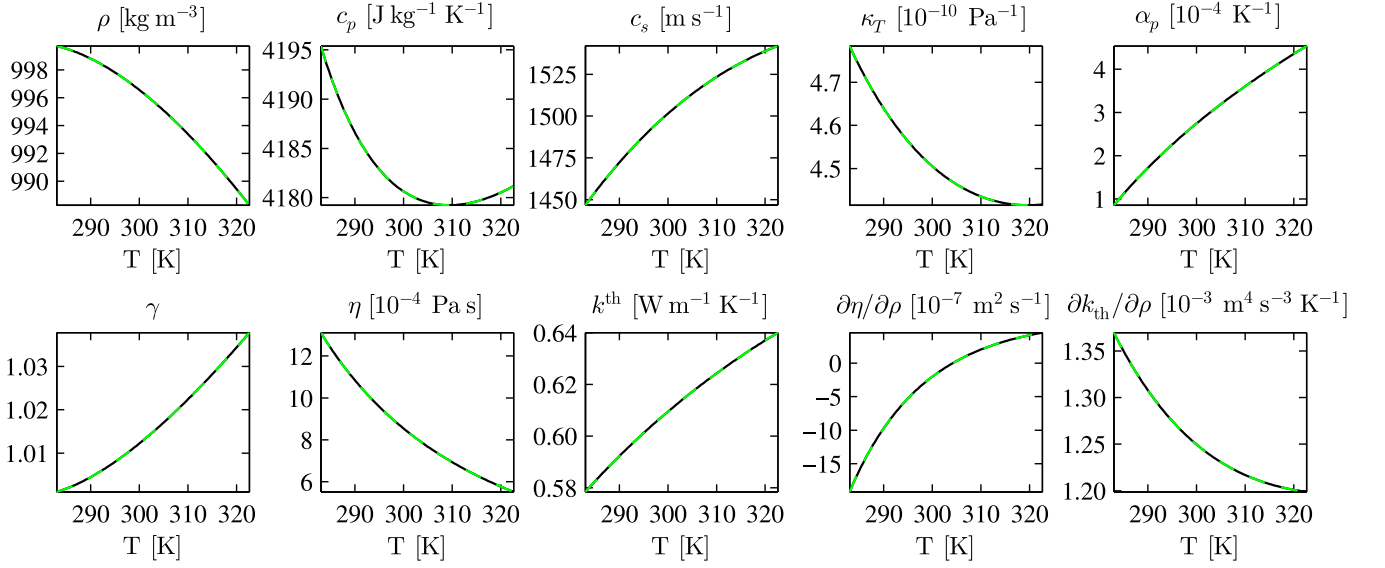 ρ [kg m⁻³]
998
996
994
992
990
290 300 310 320
T [K]
c_p [J kg⁻¹ K⁻¹]
4195
4190
4185
4180
290 300 310 320
T [K]
c_s [m s⁻¹]
1525
1500
1475
1450
290 300 310 320
T [K]
κ_T [10⁻¹⁰ Pa⁻¹]
4.7
4.6
4.5
290 300 310 320
T [K]
α_p [10⁻⁴ K⁻¹]
4
3
2
1
290 300 310 320
T [K]
γ
1.03
1.02
1.01
290 300 310 320
T [K]
η [10⁻⁴ Pa s]
12
10
8
6
290 300 310 320
T [K]
k^th [W m⁻¹ K⁻¹]
0.64
0.62
0.60
0.58
290 300 310 320
T [K]
∂η/∂ρ [10⁻⁷ m² s⁻¹]
0
−5
−10
−15
290 300 310 320
T [K]
∂k_th/∂ρ [10⁻³ m⁴ s⁻³ K⁻¹]
1.35
1.30
1.25
1.20
290 300 310 320
T [K]